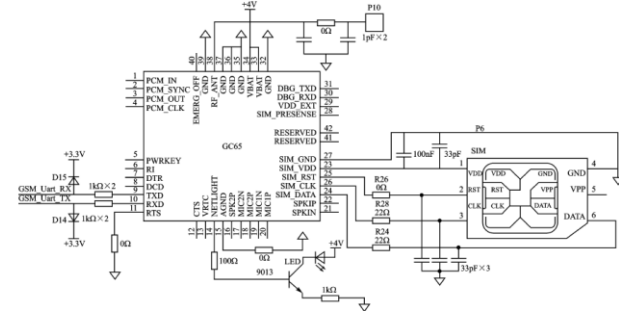 +4V
P10
0Ω
1pF×2
40 39 38 37 36 35 34 33 32
EMERG_OFF
GND
RF_ANT
GND
GND
GND
VBAT
VBAT
GND
1 PCM_IN
2 PCM_SYNC
3 PCM_OUT
4 PCM_CLK
DBG_TXD 31
DBG_RXD 30
VDD_EXT 29
SIM_PRESENSE 28
GC65
RESERVED 42
RESERVED 41
5 PWRKEY
6 RI
7 DTR
8 DCD
9 TXD
10 RXD
11 RTS
SIM_GND 27
SIM_VDD 23
SIM_RST 25
SIM_CLK 26
SIM_DATA 24
SPKIP 22
SPKIN 21
CTS
VRTC
NETLIGHT
AGND
SPK2P
MIC2N
MIC2P
MIC1N
MIC1P
12 13 14 15 16 17 18 19 20
+3.3V
D15
GSM_Uart_RX
1kΩ×2
GSM_Uart_TX
D14
1kΩ×2
+3.3V
0Ω
100Ω
0Ω
LED
+4V
9013
1kΩ
100nF
33pF
R26
0Ω
R28
22Ω
R24
22Ω
33pF×3
P6
SIM
1 VDD
2 RST
3 CLK
VDD GND
RST VPP
CLK DATA
GND 4
VPP 5
DATA 6